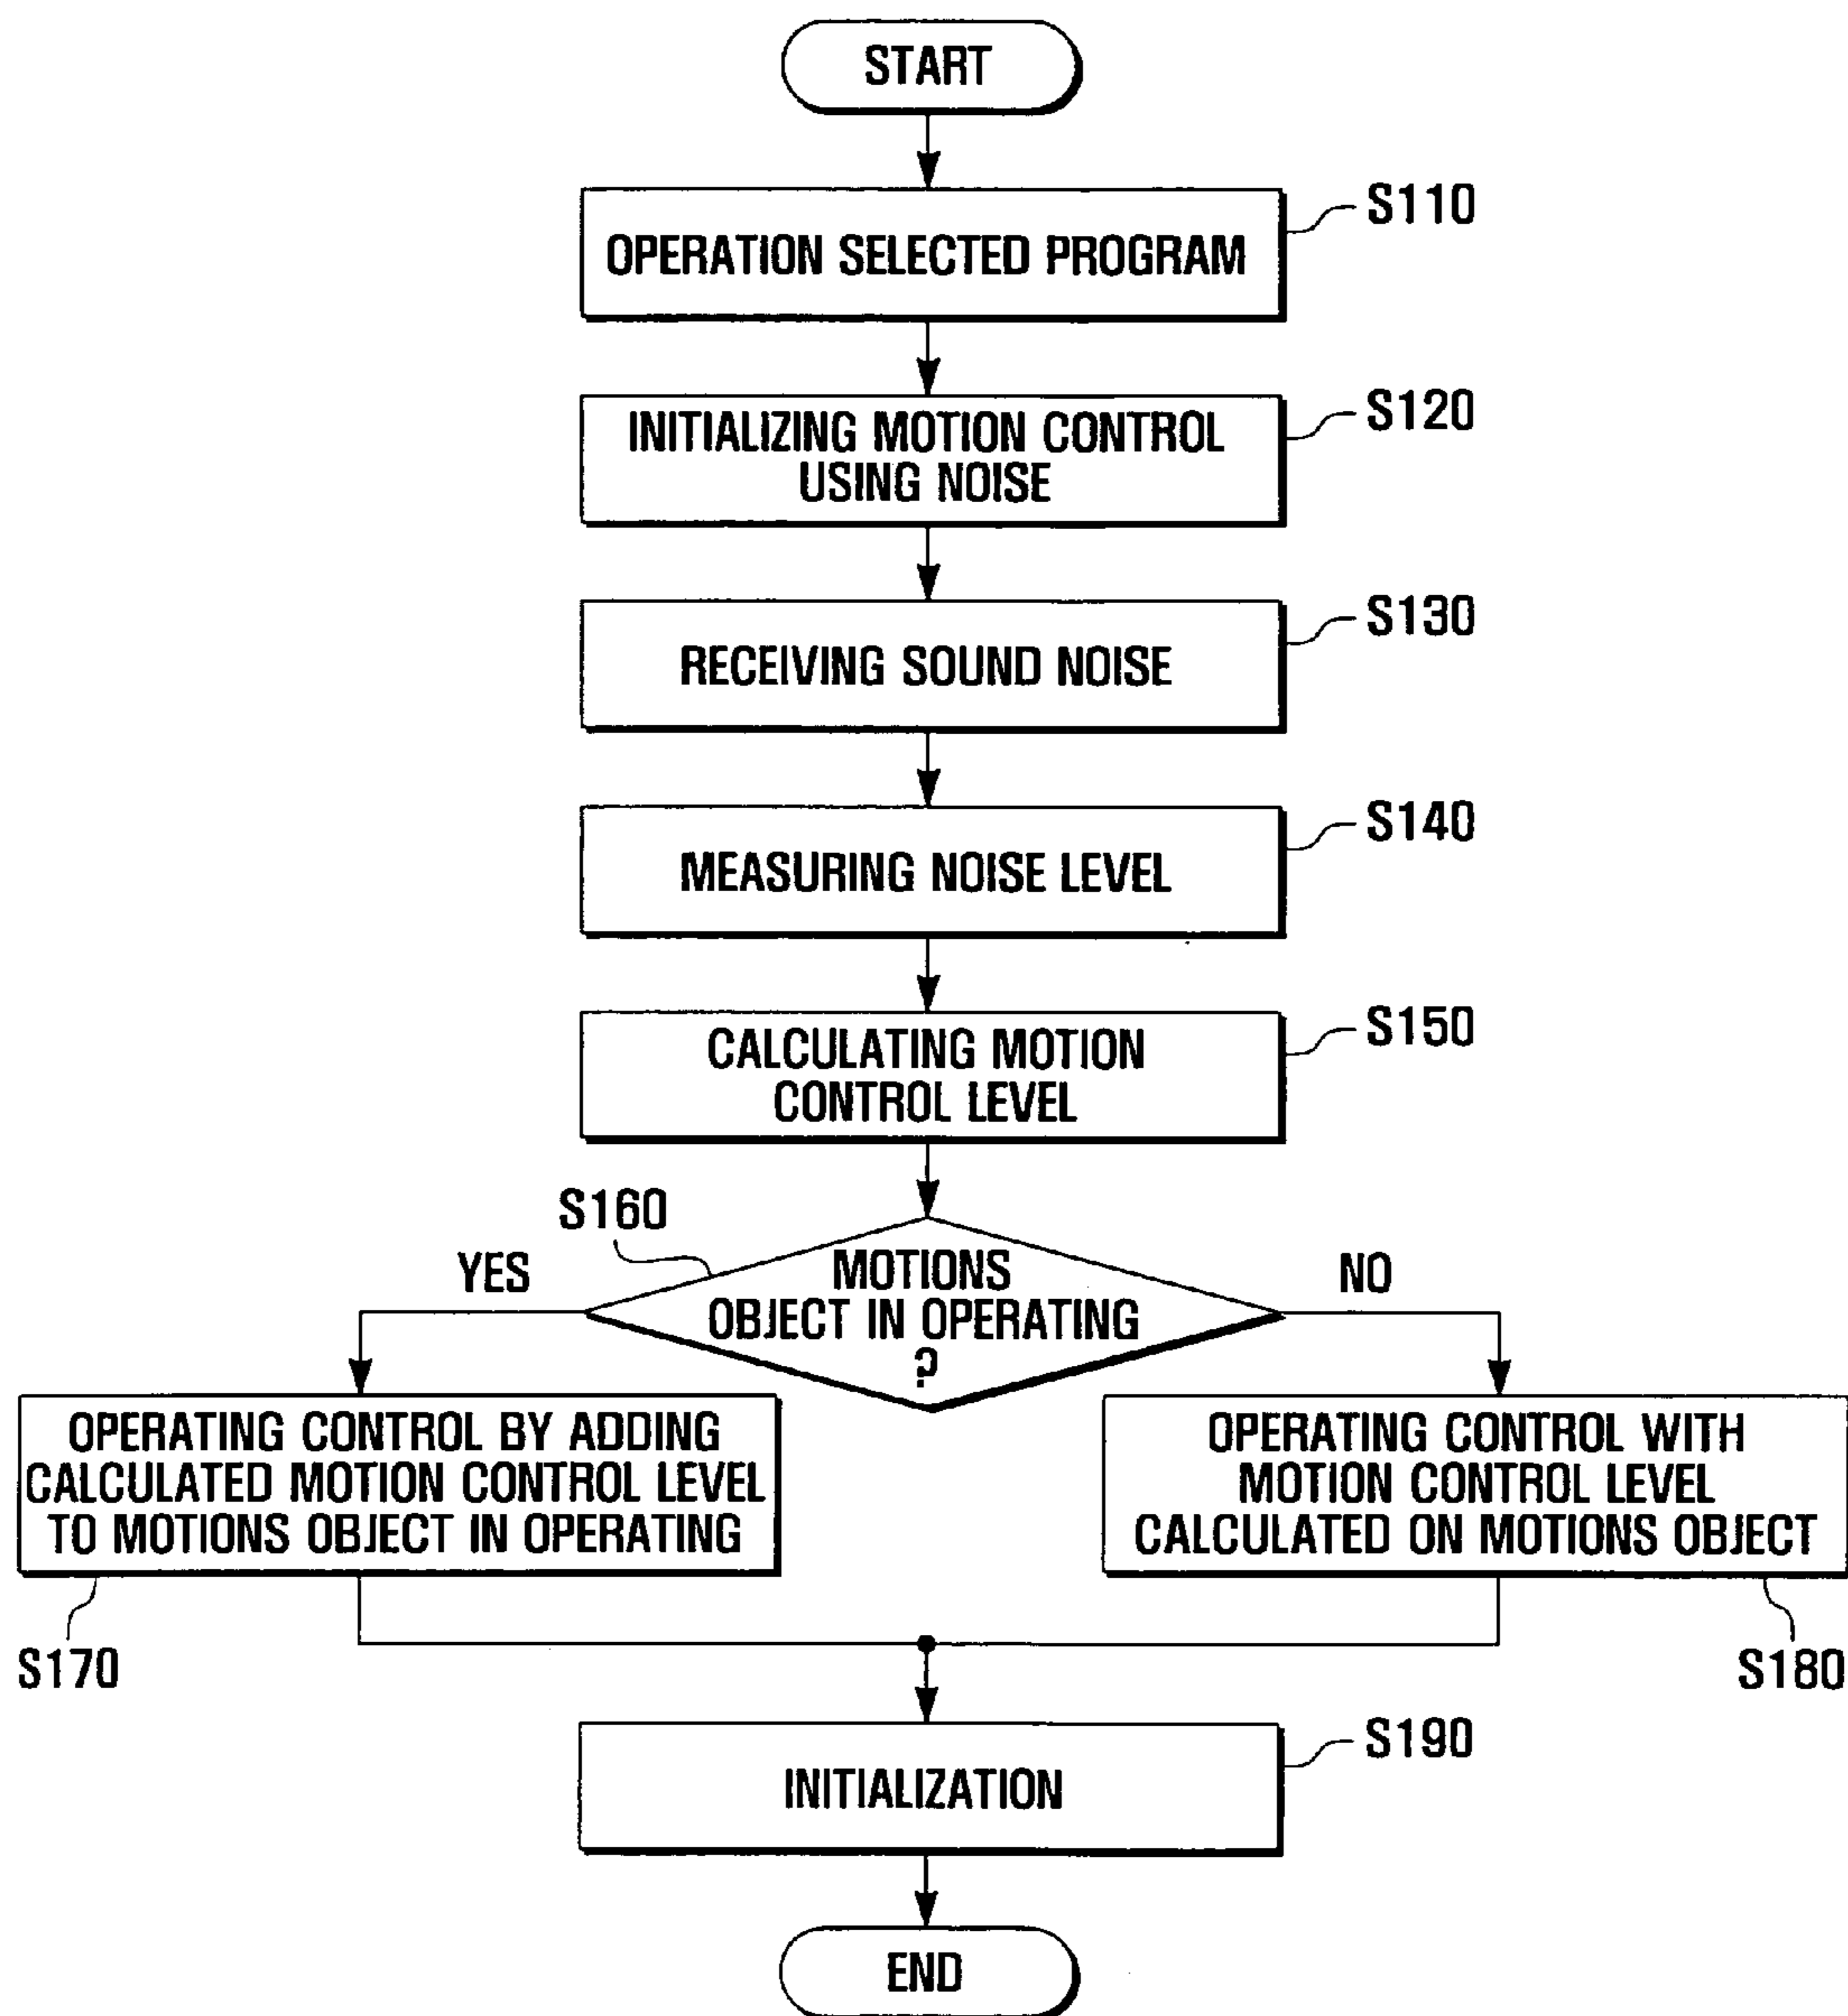 START
S110
OPERATION SELECTED PROGRAM
S120
INITIALIZING MOTION CONTROL
USING NOISE
S130
RECEIVING SOUND NOISE
S140
MEASURING NOISE LEVEL
S150
CALCULATING MOTION
CONTROL LEVEL
S160
YES
MOTIONS
OBJECT IN OPERATING
?
NO
OPERATING CONTROL BY ADDING
CALCULATED MOTION CONTROL LEVEL
TO MOTIONS OBJECT IN OPERATING
S170
OPERATING CONTROL WITH
MOTION CONTROL LEVEL
CALCULATED ON MOTIONS OBJECT
S180
S190
INITIALIZATION
END